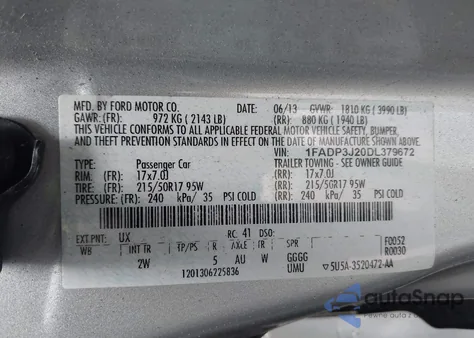 MFD. BY FORD MOTOR CO.
DATE: 06/13 GVWR: 1810 KG ( 3990 LB)
GAWR: (FR): 972 KG ( 2143 LB) (RR): 880 KG ( 1940 LB)
THIS VEHICLE CONFORMS TO ALL APPLICABLE FEDERAL MOTOR VEHICLE SAFETY, BUMPER,
AND THEFT PREVENTION STANDARDS IN EFFECT ON THE DATE OF MANUFACTURE
SHOWN ABOVE.
VIN: 1FADP3J20DL379672
TYPE: Passenger Car TRAILER TOWING - SEE OWNER GUIDE
RIM: (FR) 17x7.0J (RR): 17x7.0J
TIRE: (FR) 215/50R17 95W (RR): 215/50R17 95W
PRESSURE: (FR) 240 kPa/ 35 PSI COLD (RR): 240 kPa/ 35 PSI COLD
RC: 41 DSO:
EXT PNT: UX F0052
WB INT TR TP/PS R AXLE TR SPR R0030
2W 5 AU W GGGG
1201306225836 UMU 5U5A-3520472-AA
autoSnap